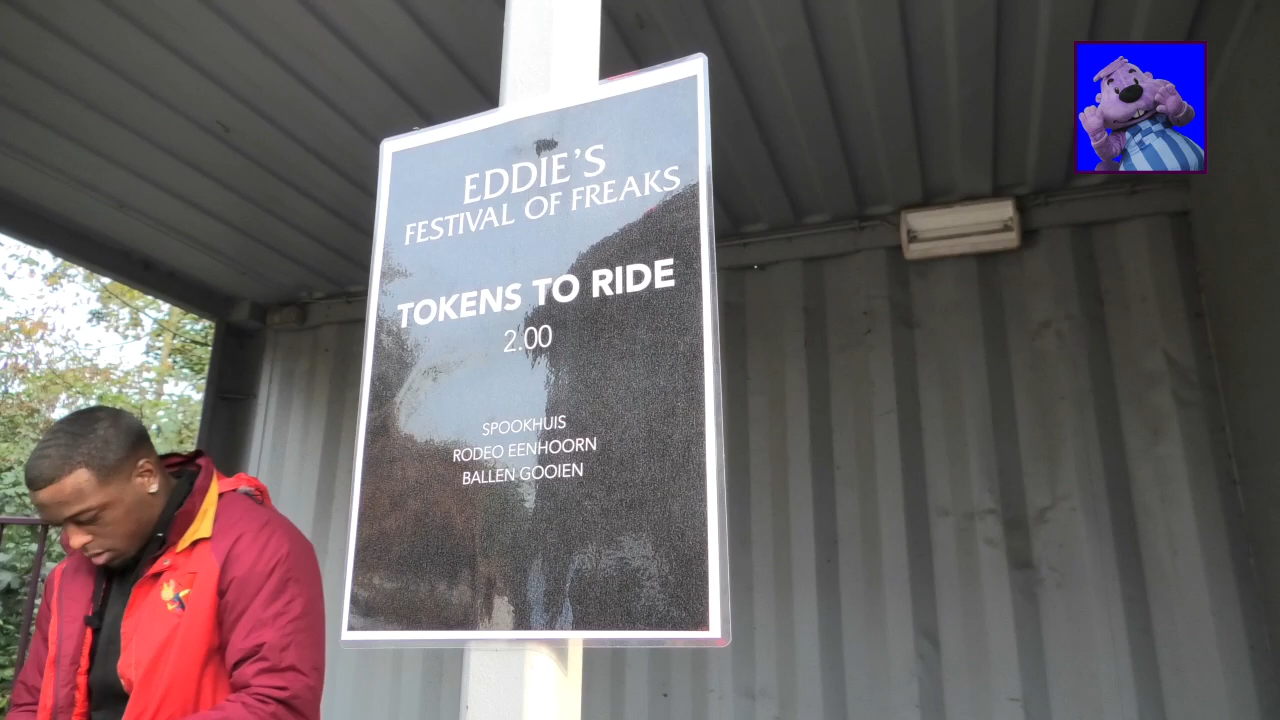 EDDIE'S
FESTIVAL OF FREAKS
TOKENS TO RIDE
2.00
SPOOKHUIS
RODEO EENHOORN
BALLEN GOOIEN